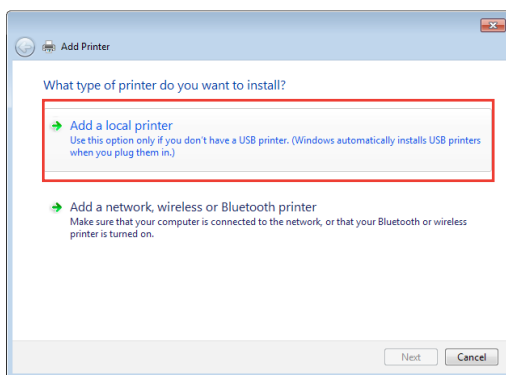 Add Printer
What type of printer do you want to install?
Add a local printer
Use this option only if you don't have a USB printer. (Windows automatically installs USB printers
when you plug them in.)
Add a network, wireless or Bluetooth printer
Make sure that your computer is connected to the network, or that your Bluetooth or wireless
printer is turned on.
Next Cancel